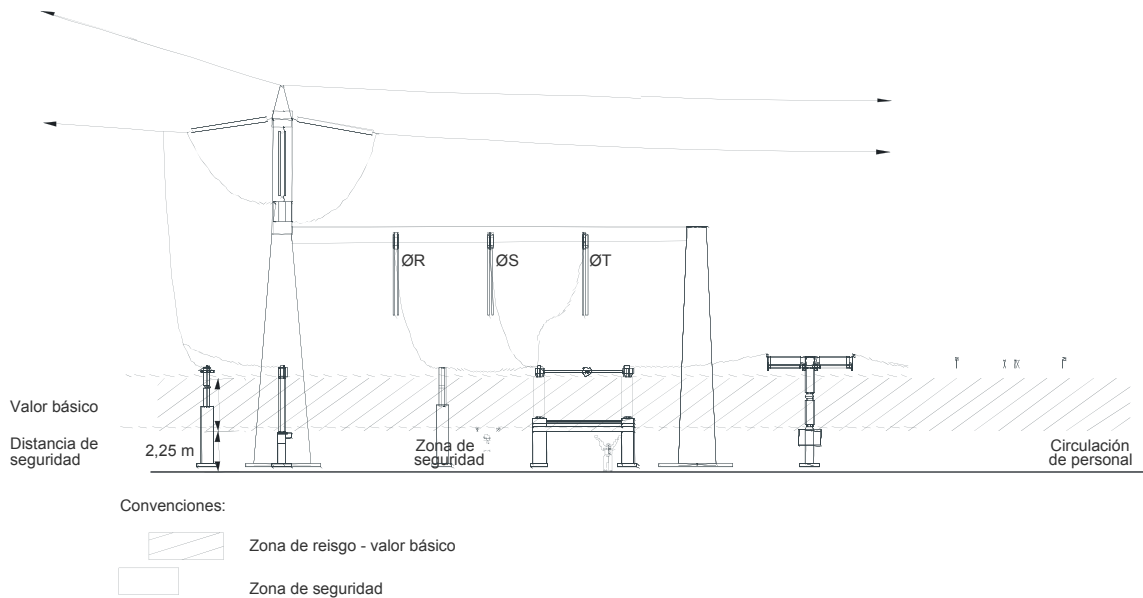 ØR
ØS
ØT
Valor básico
Distancia de
seguridad
2,25 m
Zona de
seguridad
Circulación
de personal
Convenciones:
Zona de reisgo - valor básico
Zona de seguridad